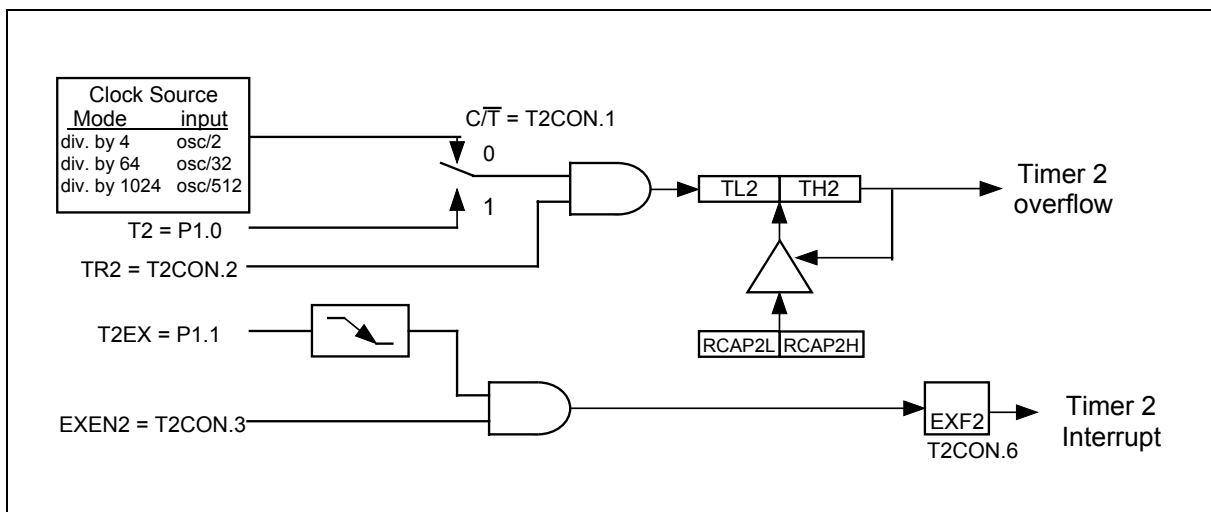 Clock Source
Mode input
div. by 4 osc/2
div. by 64 osc/32
div. by 1024 osc/512
C/T̅ = T2CON.1
0
1
T2 = P1.0
TR2 = T2CON.2
TL2 TH2
Timer 2
overflow
T2EX = P1.1
RCAP2L RCAP2H
EXEN2 = T2CON.3
EXF2
T2CON.6
Timer 2
Interrupt